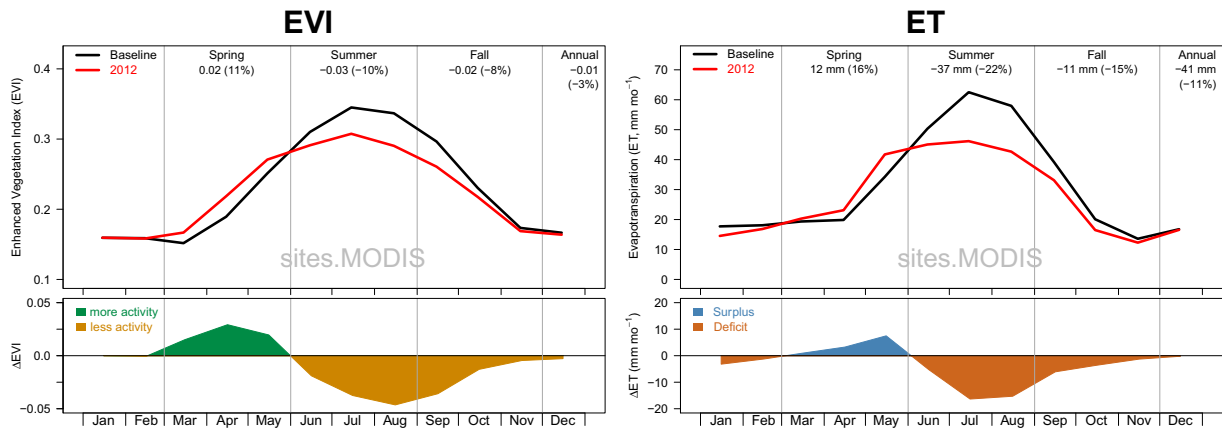 EVI
Baseline Spring Summer Fall Annual
2012 0.02 (11%) −0.03 (−10%) −0.02 (−8%) −0.01
(−3%)
Enhanced Vegetation Index (EVI)
0.4
0.3
0.2
0.1
sites.MODIS
more activity
less activity
ΔEVI
0.05
0.0
−0.05
Jan Feb Mar Apr May Jun Jul Aug Sep Oct Nov Dec
ET
Baseline Spring Summer Fall Annual
2012 12 mm (16%) −37 mm (−22%) −11 mm (−15%) −41 mm
(−11%)
Evapotranspiration (ET, mm mo⁻¹)
70
60
50
40
30
20
10
0
sites.MODIS
Surplus
Deficit
ΔET (mm mo⁻¹)
20
10
0
−10
−20
Jan Feb Mar Apr May Jun Jul Aug Sep Oct Nov Dec